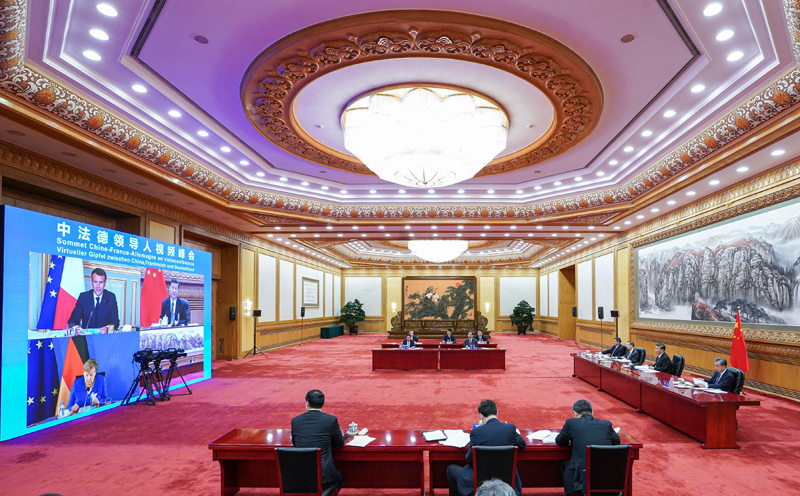 中法德领导人视频峰会
Sommet Chine-France-Allemagne en visioconférence
Virtueller Gipfel zwischen China, Frankreich und Deutschland